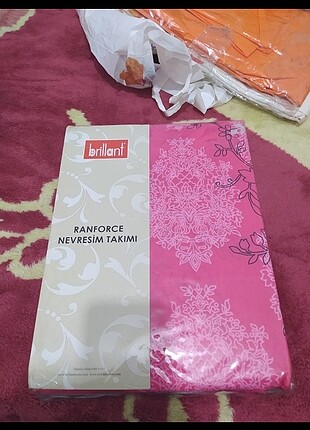 brillant
RANFORCE
NEVRESİM TAKIMI